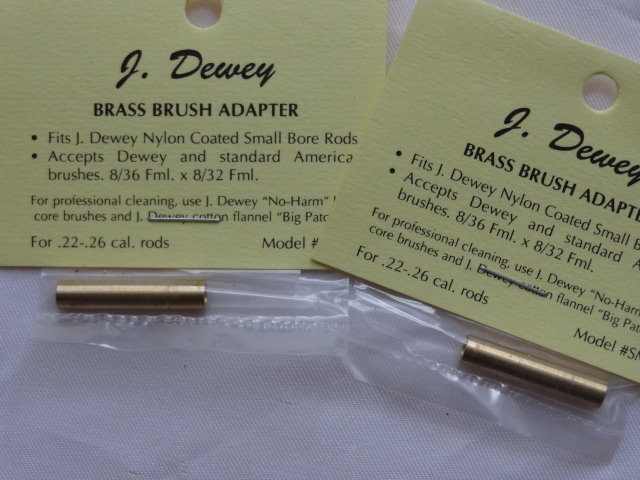 J. Dewey
BRASS BRUSH ADAPTER
• Fits J. Dewey Nylon Coated Small Bore Rods
• Accepts Dewey and standard America
brushes. 8/36 Fml. x 8/32 Fml.
For professional cleaning, use J. Dewey "No-Harm"
core brushes and J. Dewey cotton flannel "Big Patc
For .22-.26 cal. rods Model #
J. Dewey
BRASS BRUSH ADAPTE
• Fits J. Dewey Nylon Coated Small B
• Accepts Dewey and standard A
brushes. 8/36 Fml. x 8/32 Fml.
For professional cleaning, use J. Dewey "No-Harm
core brushes and J. Dewey cotton flannel "Big Pa
For .22-.26 cal. rods Model #SM